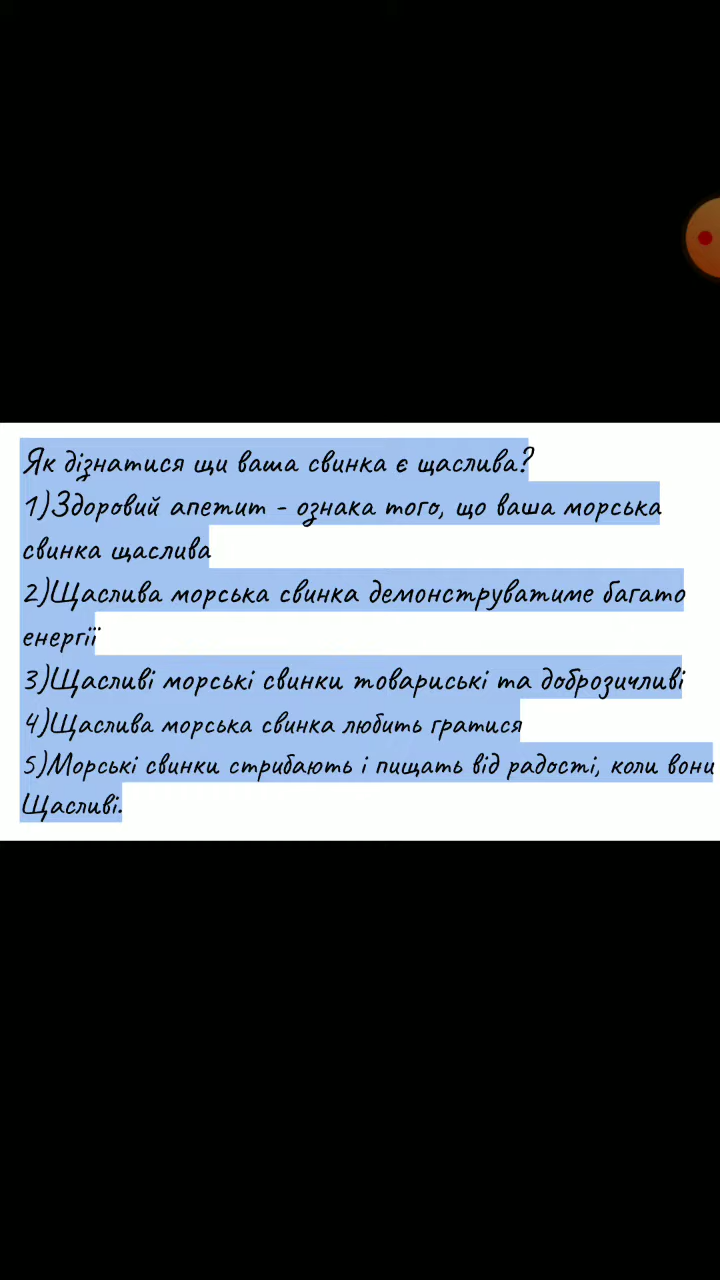 Як дізнатися щи ваша свинка є щаслива?
1)Здоровий апетит - ознака того, що ваша морська
свинка щаслива
2)Щаслива морська свинка демонструватиме багато
енергії
3)Щасливі морські свинки товариські та доброзичливі
4)Щаслива морська свинка любить гратися
5)Морські свинки стрибають і пищать від радості, коли вони
Щасливі.